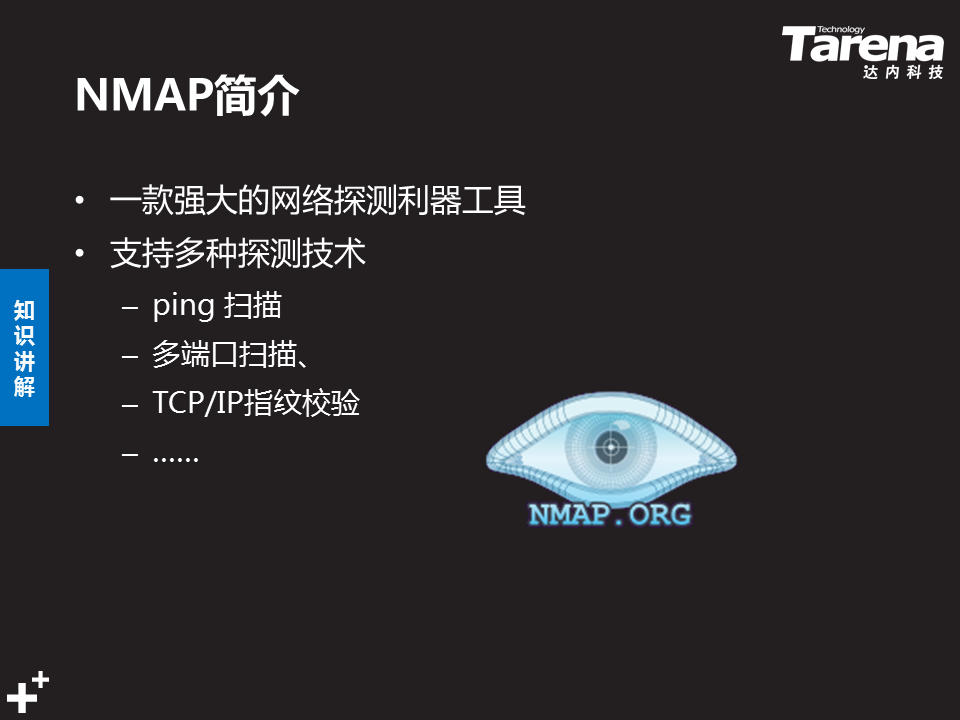 Technology
Tarena
达内科技
NMAP简介
• 一款强大的网络探测利器工具
• 支持多种探测技术
– ping 扫描
– 多端口扫描、
– TCP/IP指纹校验
– ……
知识讲解
NMAP.ORG